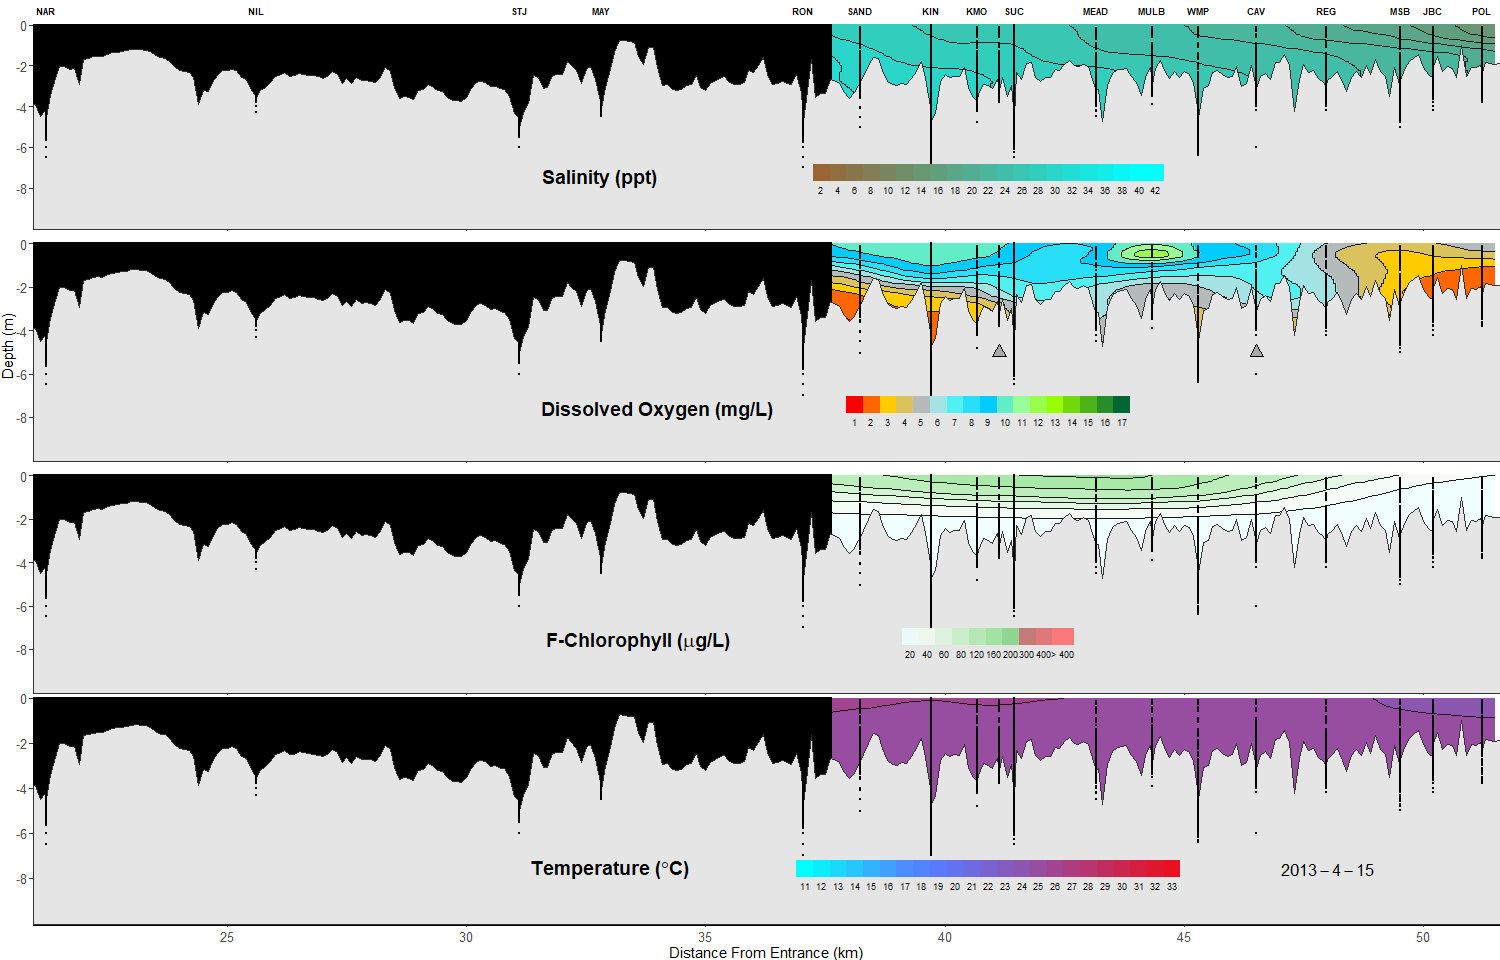 NAR NIL STJ MAY RON SAND KIN KMO SUC MEAD MULB WMP CAV REG MSB JBC POL
0
-2
-4
-6
-8
Salinity (ppt)
2 4 6 8 10 12 14 16 18 20 22 24 26 28 30 32 34 36 38 40 42
0
-2
-4
-6
-8
Depth (m)
Dissolved Oxygen (mg/L)
1 2 3 4 5 6 7 8 9 10 11 12 13 14 15 16 17
0
-2
-4
-6
-8
F-Chlorophyll (µg/L)
20 40 60 80 120 160 200 300 400> 400
0
-2
-4
-6
-8
Temperature (°C)
11 12 13 14 15 16 17 18 19 20 21 22 23 24 25 26 27 28 29 30 31 32 33
2013 – 4 – 15
25 30 35 40 45 50
Distance From Entrance (km)